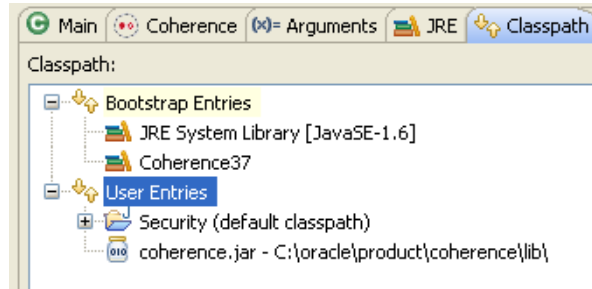 Main Coherence (x)= Arguments JRE Classpath
Classpath:
Bootstrap Entries
JRE System Library [JavaSE-1.6]
Coherence37
User Entries
Security (default classpath)
010 coherence.jar - C:\oracle\product\coherence\lib\